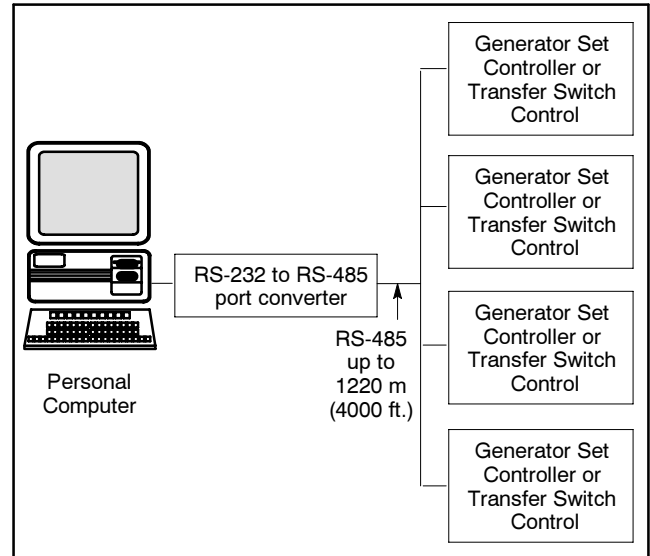 Generator Set
Controller or
Transfer Switch
Control
Generator Set
Controller or
Transfer Switch
Control
RS-232 to RS-485
port converter
RS-485
up to
1220 m
(4000 ft.)
Personal
Computer
Generator Set
Controller or
Transfer Switch
Control
Generator Set
Controller or
Transfer Switch
Control